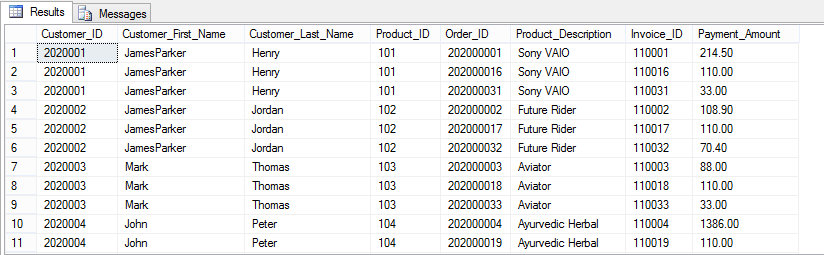 Results Messages
Customer_ID Customer_First_Name Customer_Last_Name Product_ID Order_ID Product_Description Invoice_ID Payment_Amount
1 2020001 JamesParker Henry 101 202000001 Sony VAIO 110001 214.50
2 2020001 JamesParker Henry 101 202000016 Sony VAIO 110016 110.00
3 2020001 JamesParker Henry 101 202000031 Sony VAIO 110031 33.00
4 2020002 JamesParker Jordan 102 202000002 Future Rider 110002 108.90
5 2020002 JamesParker Jordan 102 202000017 Future Rider 110017 110.00
6 2020002 JamesParker Jordan 102 202000032 Future Rider 110032 70.40
7 2020003 Mark Thomas 103 202000003 Aviator 110003 88.00
8 2020003 Mark Thomas 103 202000018 Aviator 110018 110.00
9 2020003 Mark Thomas 103 202000033 Aviator 110033 33.00
10 2020004 John Peter 104 202000004 Ayurvedic Herbal 110004 1386.00
11 2020004 John Peter 104 202000019 Ayurvedic Herbal 110019 110.00